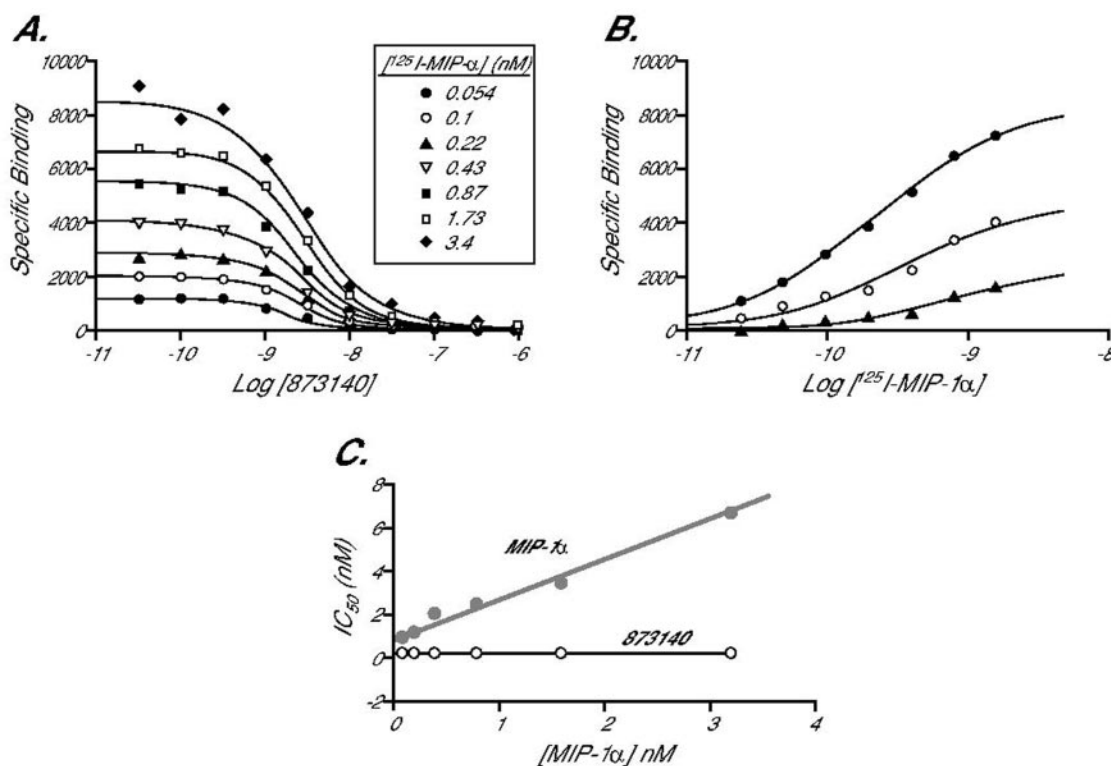 A.
10000
8000
6000
4000
2000
0
Specific Binding
-11 -10 -9 -8 -7 -6
Log [873140]
[¹²⁵I-MIP-α] (nM)
0.054
0.1
0.22
0.43
0.87
1.73
3.4
B.
10000
8000
6000
4000
2000
0
Specific Binding
-11 -10 -9 -8
Log [¹²⁵I-MIP-1α]
C.
8
6
4
2
0
-2
IC₅₀ (nM)
MIP-1α
873140
0 1 2 3 4
[MIP-1α] nM